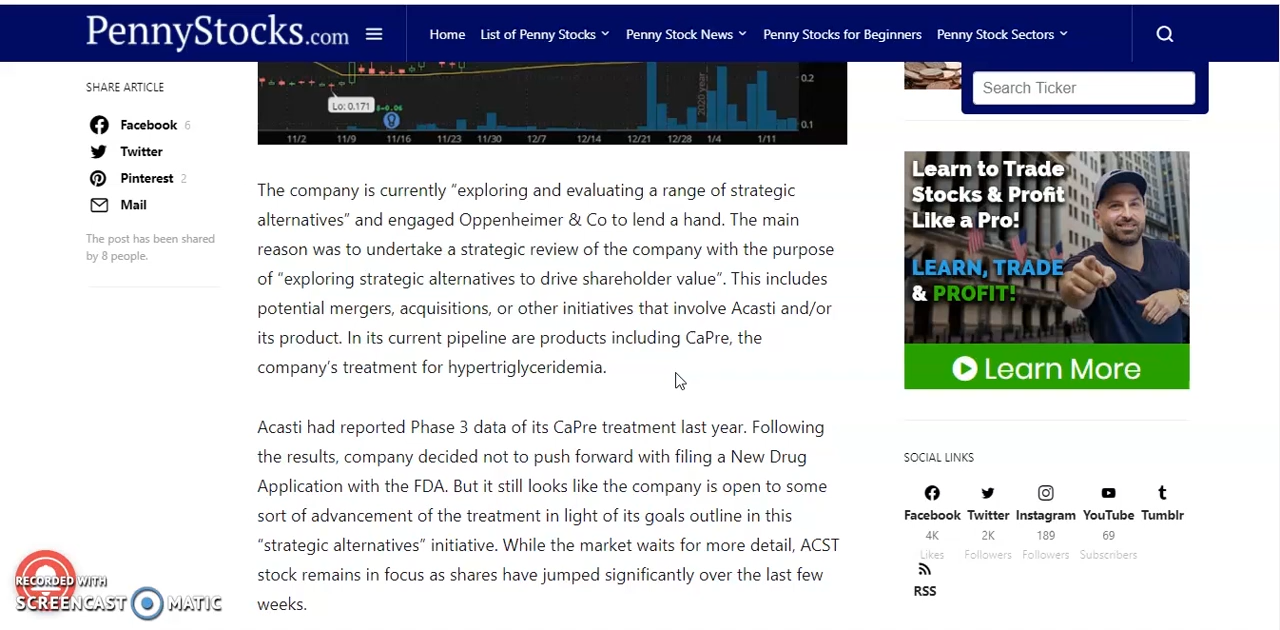 PennyStocks.com
Home List of Penny Stocks Penny Stock News Penny Stocks for Beginners Penny Stock Sectors
SHARE ARTICLE
Facebook 6
Twitter
Pinterest 2
Mail
The post has been shared
by 8 people.
0.2
2020 year
Lo: 0.171
$-0.06
0.1
11/2 11/9 11/16 11/23 11/30 12/7 12/14 12/21 12/28 1/4 1/11
The company is currently “exploring and evaluating a range of strategic
alternatives” and engaged Oppenheimer & Co to lend a hand. The main
reason was to undertake a strategic review of the company with the purpose
of “exploring strategic alternatives to drive shareholder value”. This includes
potential mergers, acquisitions, or other initiatives that involve Acasti and/or
its product. In its current pipeline are products including CaPre, the
company’s treatment for hypertriglyceridemia.
Acasti had reported Phase 3 data of its CaPre treatment last year. Following
the results, company decided not to push forward with filing a New Drug
Application with the FDA. But it still looks like the company is open to some
sort of advancement of the treatment in light of its goals outline in this
“strategic alternatives” initiative. While the market waits for more detail, ACST
stock remains in focus as shares have jumped significantly over the last few
weeks.
Search Ticker
Learn to Trade
Stocks & Profit
Like a Pro!
LEARN, TRADE
& PROFIT!
Learn More
SOCIAL LINKS
Facebook Twitter Instagram YouTube Tumblr
4K 2K 189 69
Likes Followers Followers Subscribers
RSS
RECORDED WITH
SCREENCAST MATIC